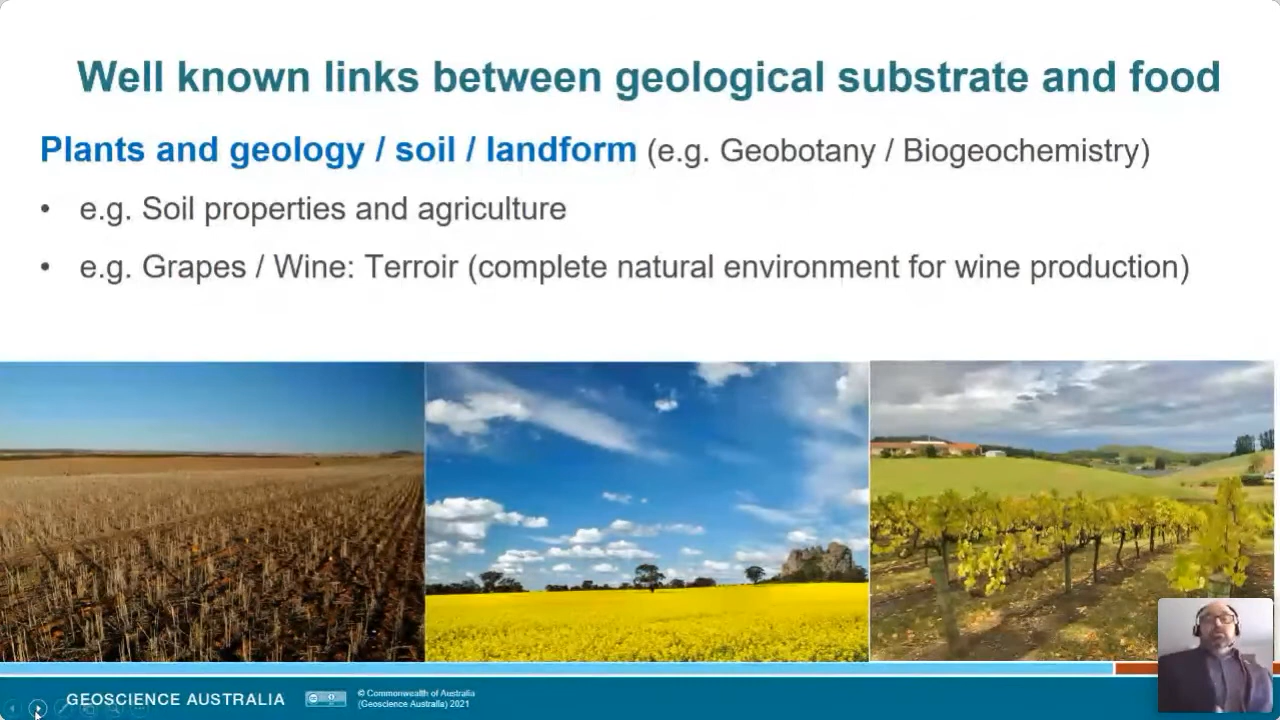 Well known links between geological substrate and food
Plants and geology / soil / landform (e.g. Geobotany / Biogeochemistry)
• e.g. Soil properties and agriculture
• e.g. Grapes / Wine: Terroir (complete natural environment for wine production)
GEOSCIENCE AUSTRALIA
© Commonwealth of Australia
(Geoscience Australia) 2021